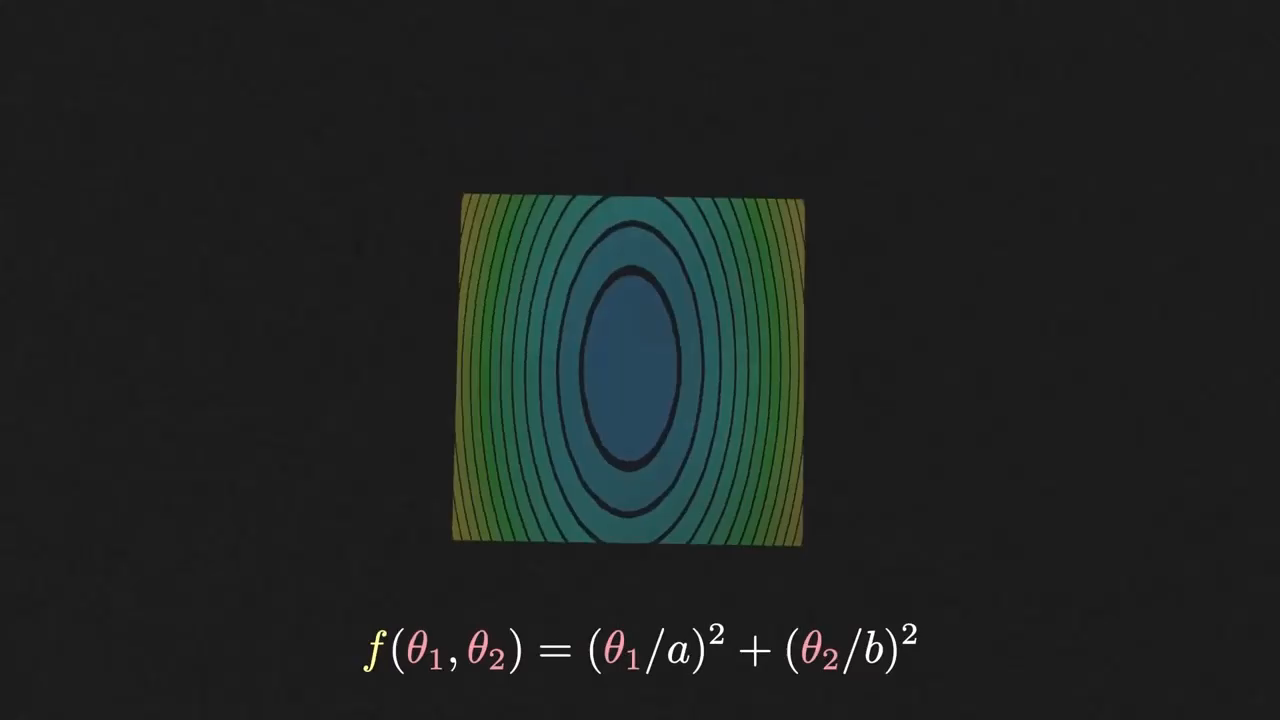 f(θ₁, θ₂) = (θ₁/a)² + (θ₂/b)²